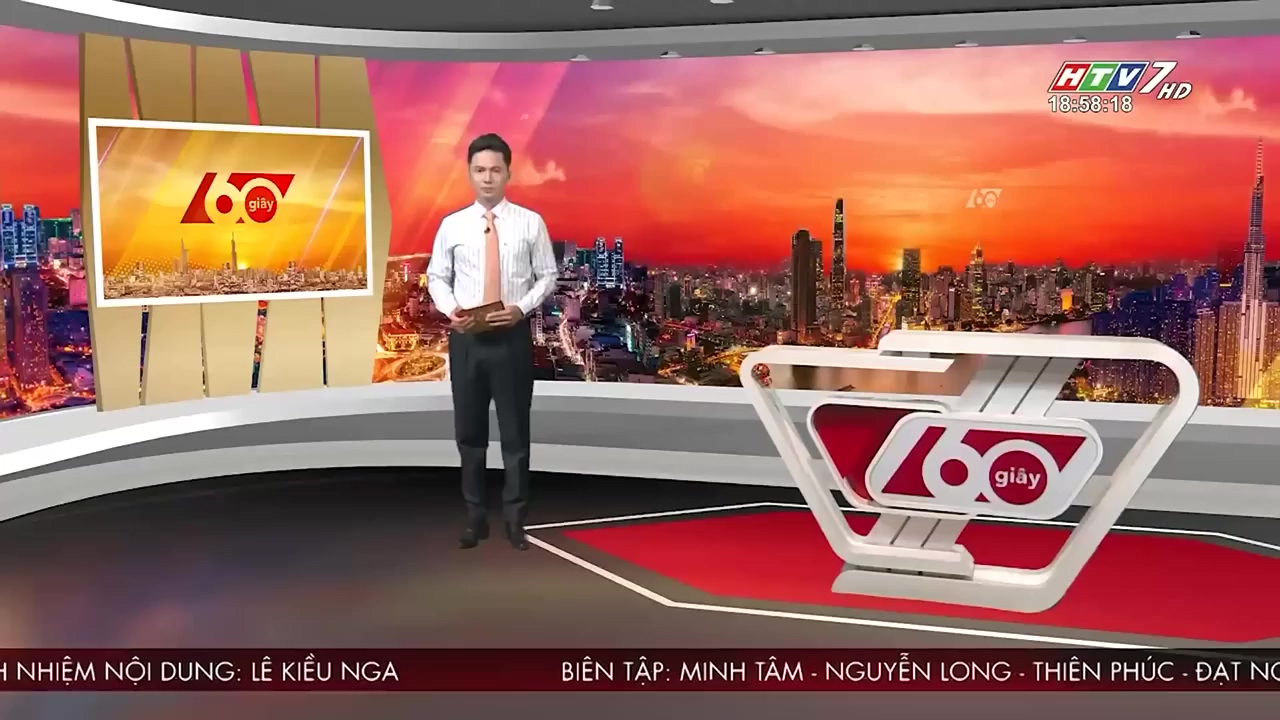 HTV7 HD
18:58:18
60 giây
60
60 giây
H NHIỆM NỘI DUNG: LÊ KIỀU NGA BIÊN TẬP: MINH TÂM - NGUYỄN LONG - THIÊN PHÚC - ĐẠT